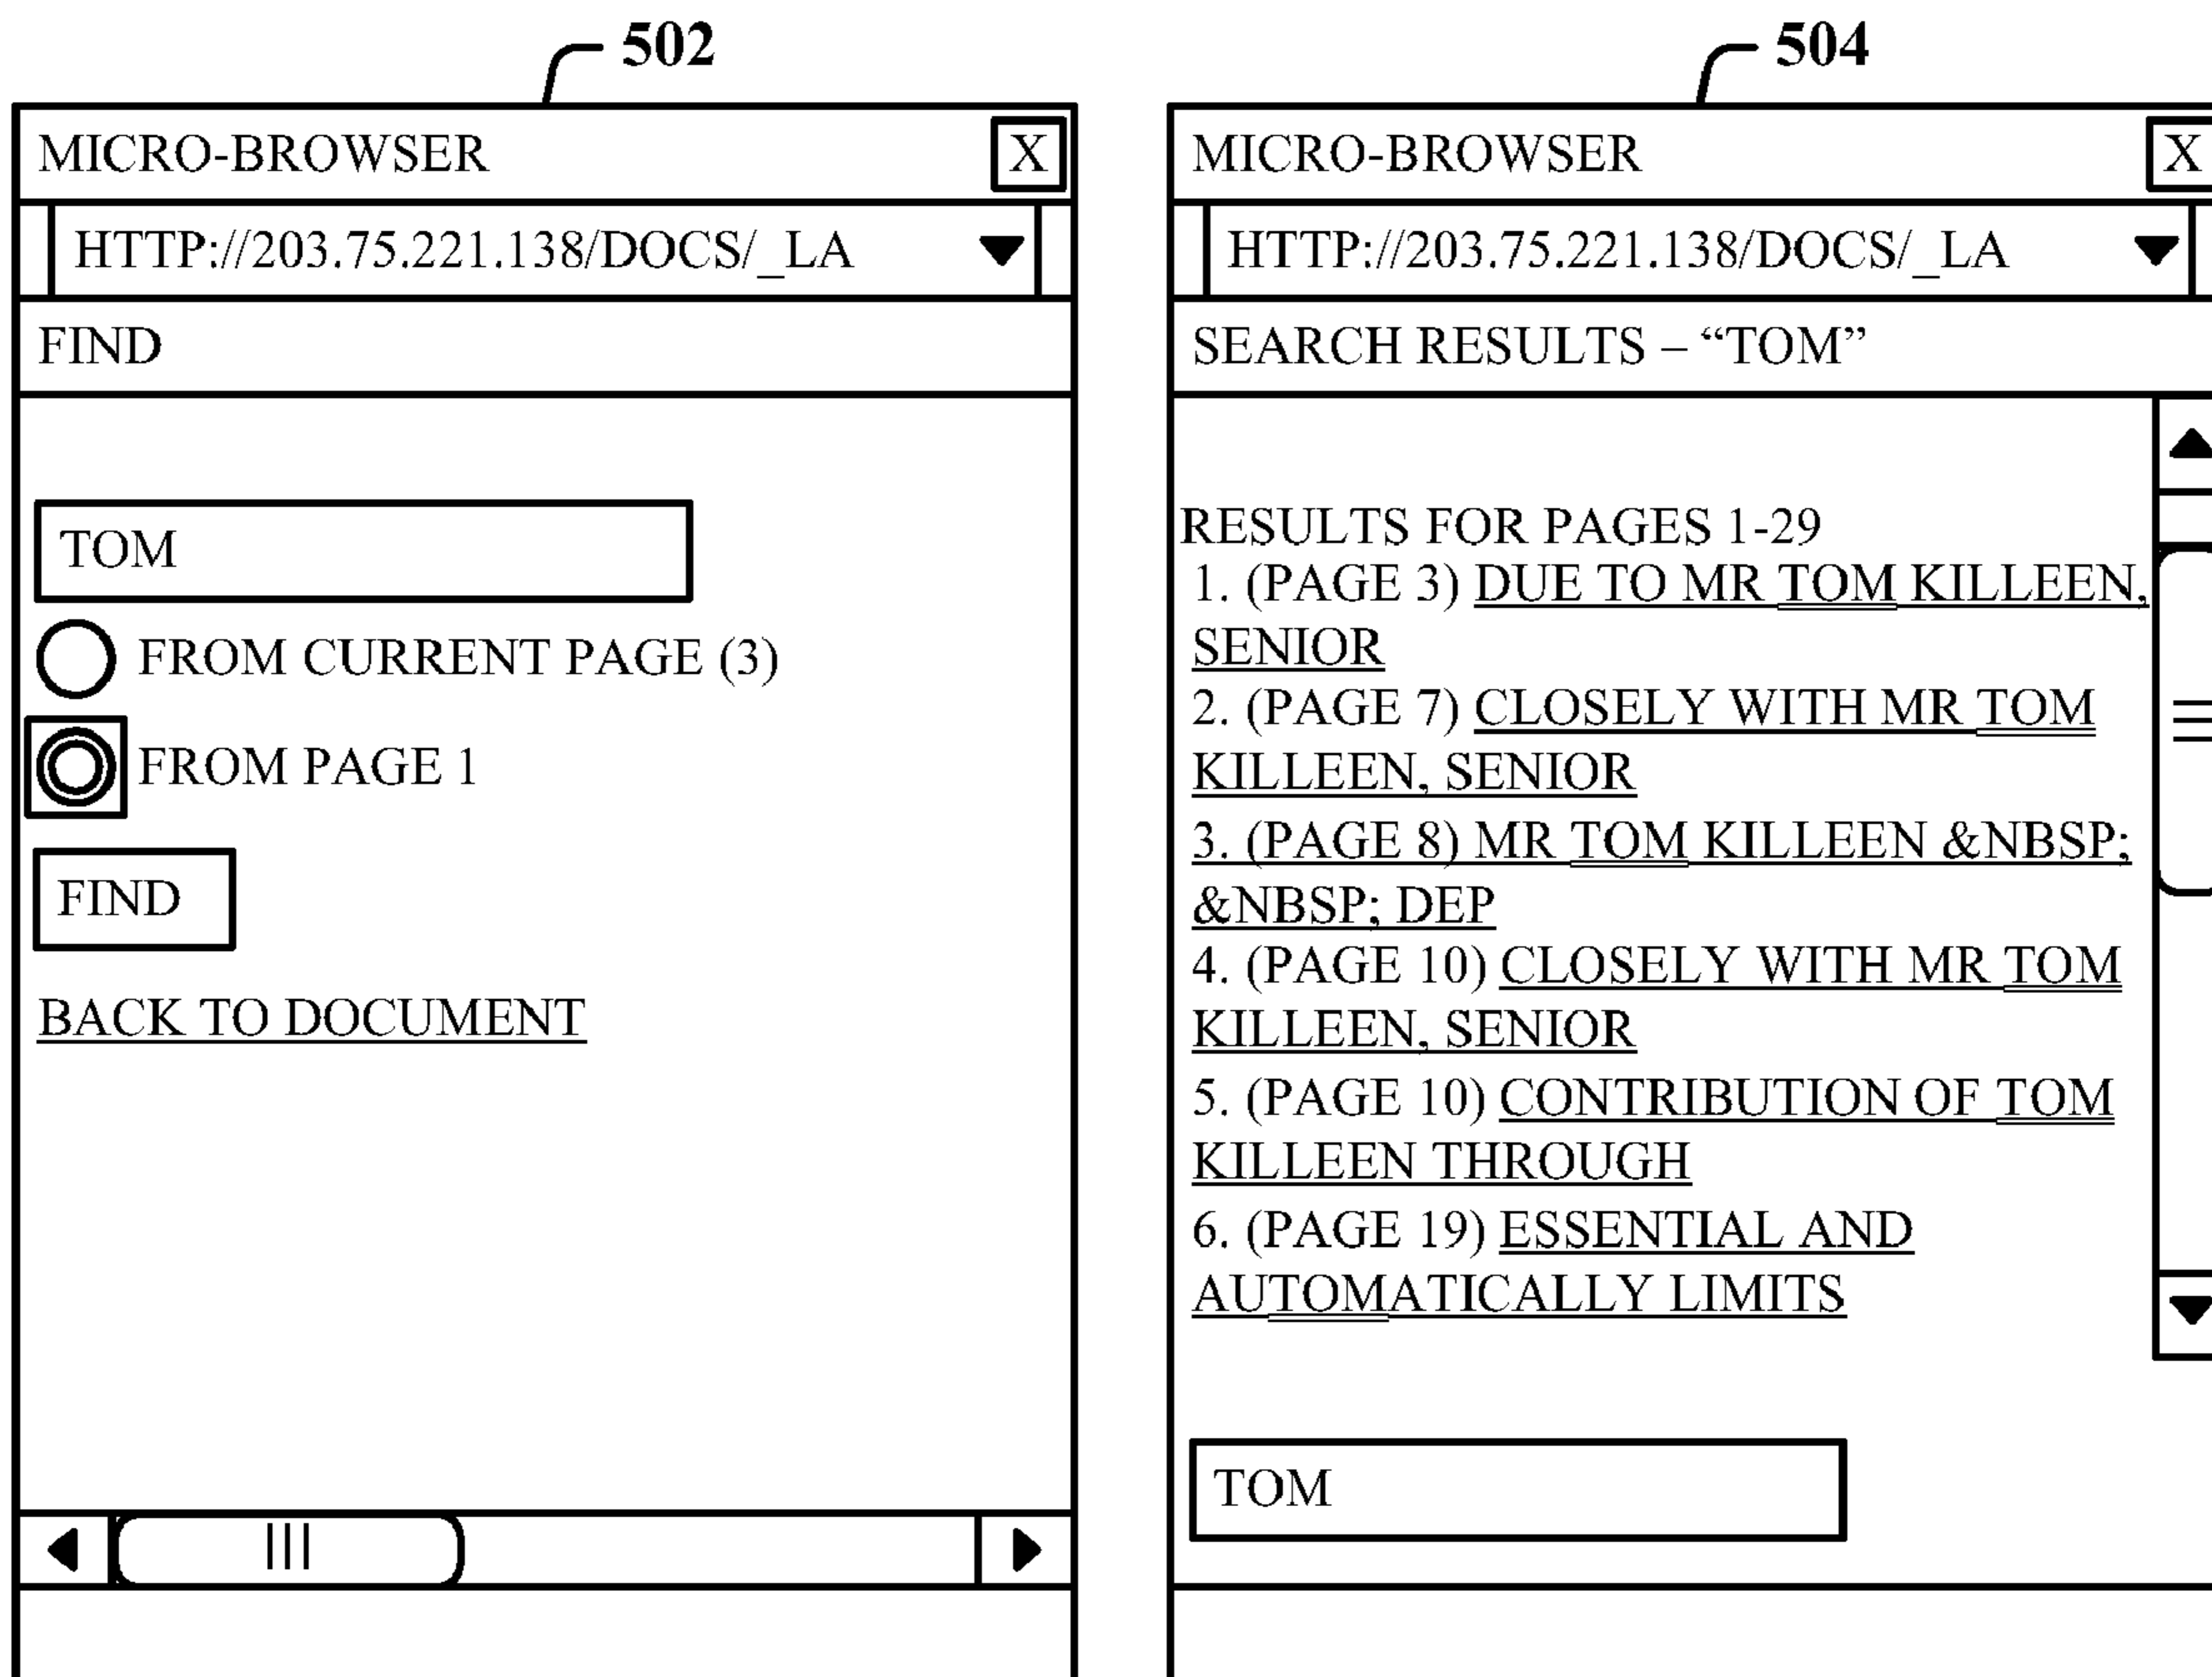 502
MICRO-BROWSER X
HTTP://203.75.221.138/DOCS/_LA
FIND
TOM
FROM CURRENT PAGE (3)
FROM PAGE 1
FIND
BACK TO DOCUMENT
504
MICRO-BROWSER X
HTTP://203.75.221.138/DOCS/_LA
SEARCH RESULTS – “TOM”
RESULTS FOR PAGES 1-29
1. (PAGE 3) DUE TO MR TOM KILLEEN,
SENIOR
2. (PAGE 7) CLOSELY WITH MR TOM
KILLEEN, SENIOR
3. (PAGE 8) MR TOM KILLEEN &NBSP;
&NBSP; DEP
4. (PAGE 10) CLOSELY WITH MR TOM
KILLEEN, SENIOR
5. (PAGE 10) CONTRIBUTION OF TOM
KILLEEN THROUGH
6. (PAGE 19) ESSENTIAL AND
AUTOMATICALLY LIMITS
TOM